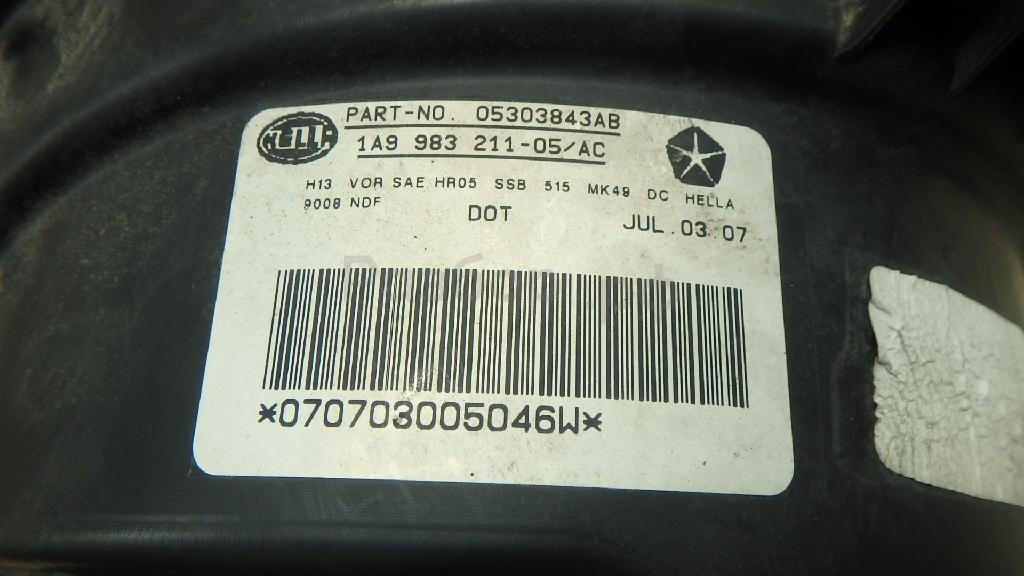 PART-NO. 05303843AB
1A9 983 211-05/AC
H13 VOR SAE HR05 SSB 515 MK49 DC HELLA
9008 NDF
DOT
JUL.03.07
*070703005046W*